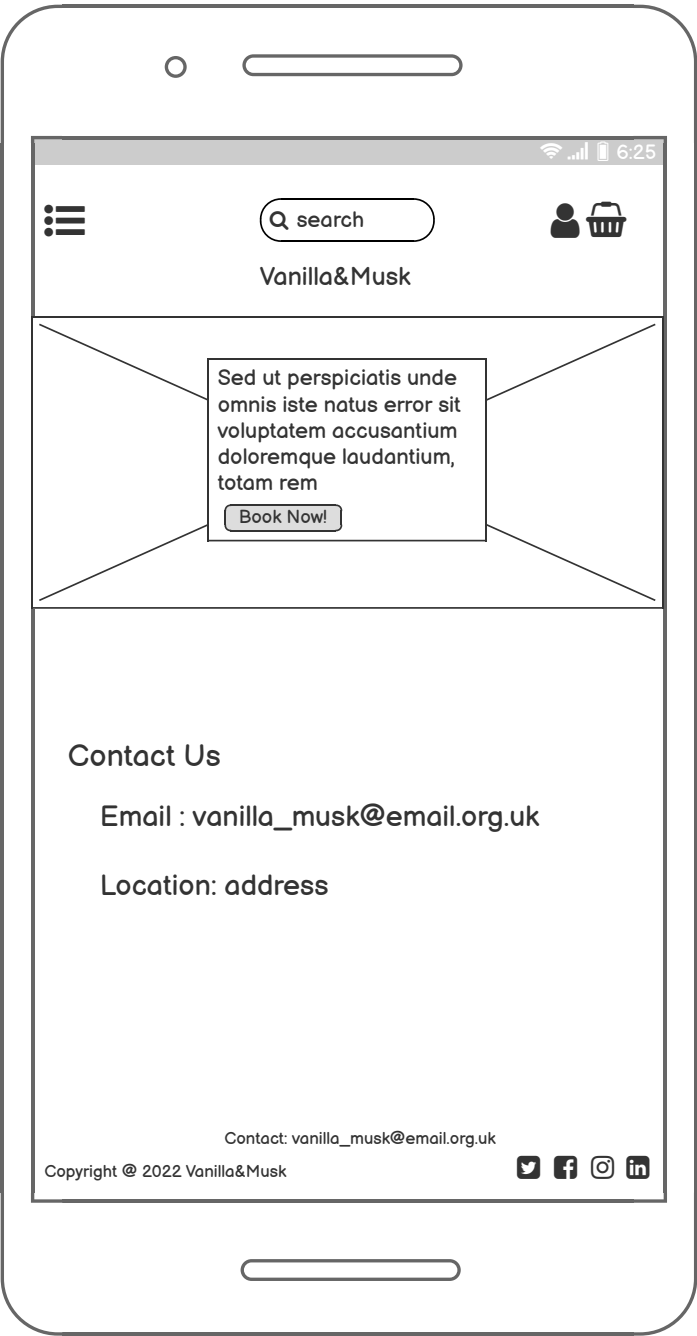 6:25
search
Vanilla&Musk
Sed ut perspiciatis unde
omnis iste natus error sit
voluptatem accusantium
doloremque laudantium,
totam rem
Book Now!
Contact Us
Email : vanilla_musk@email.org.uk
Location: address
Contact: vanilla_musk@email.org.uk
Copyright @ 2022 Vanilla&Musk